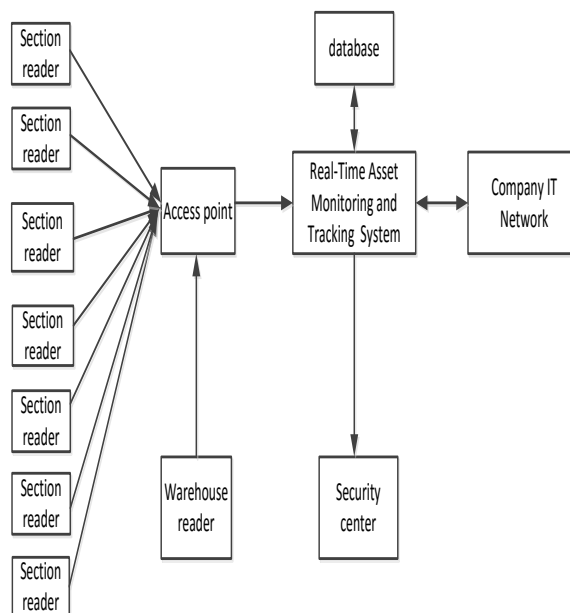 Section
reader
Section
reader
Section
reader
Section
reader
Section
reader
Section
reader
Section
reader
Access point
Warehouse
reader
database
Real-Time Asset
Monitoring and
Tracking System
Security
center
Company IT
Network